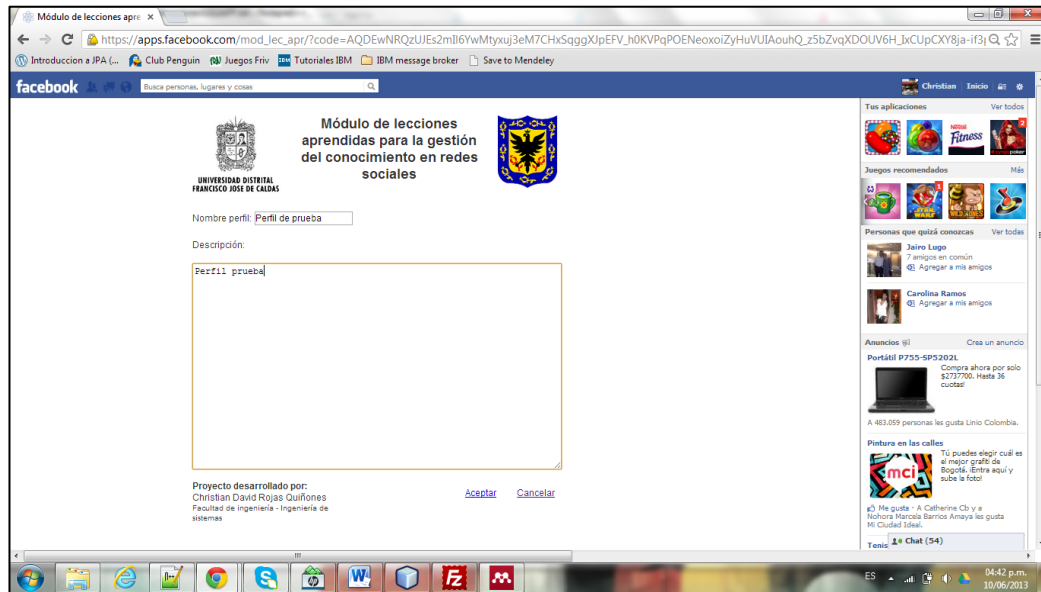 Módulo de lecciones apre
https://apps.facebook.com/mod_lec_apr/?code=
Introduccion a JPA (...
Club Penguin
Juegos Friv
Tutoriales IBM
IBM message broker
Save to Mendeley
facebook
Busca personas, lugares y cosas
Christian
Inicio
UNIVERSIDAD DISTRITAL
FRANCISCO JOSE DE CALDAS
Módulo de lecciones
aprendidas para la gestión
del conocimiento en redes
sociales
Nombre perfil: Perfil de prueba
Descripción:
Perfil prueba
Proyecto desarrollado por:
Christian David Rojas Quiñones
Facultad de ingeniería - Ingeniería de
sistemas
Aceptar
Cancelar
Tus aplicaciones
Ver todos
Fitness
2
poker
Juegos recomendados
Más
1
STAR
WARS
Personas que quizá conozcas
Ver todas
Jairo Lugo
7 amigos en común
Agregar a mis amigos
Carolina Ramos
Agregar a mis amigos
Anuncios
Crea un anuncio
Portátil P755-SP5202L
Compra ahora por solo
$2737700. Hasta 36
cuotas!
A 483.059 personas les gusta Linio Colombia.
Pintura en las calles
mci
Tú puedes elegir cuál es
el mejor grafiti de
Bogotá. ¡Entra aquí y
sube la foto!
Me gusta · A Catherine Cb y a
Nohora Marcela Barrios Amaya les gusta
Mi Ciudad Ideal.
Tenis
Chat (54)
ES
04:42 p.m.
10/06/2013